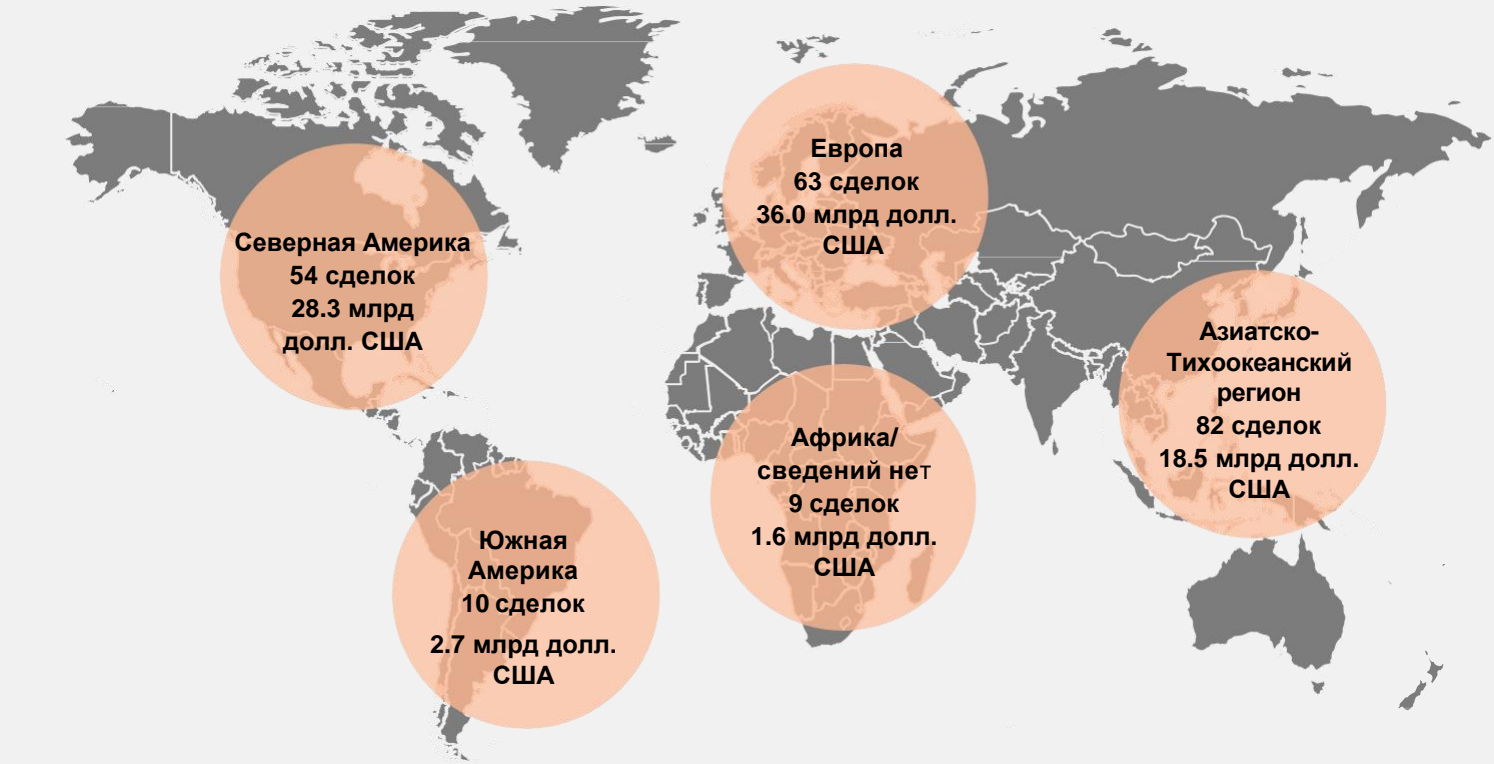 Европа
63 сделок
36.0 млрд долл.
США
Северная Америка
54 сделок
28.3 млрд
долл. США
Азиатско-
Тихоокеанский
регион
82 сделок
18.5 млрд долл.
США
Африка/
сведений нет
9 сделок
1.6 млрд долл.
США
Южная
Америка
10 сделок
2.7 млрд долл.
США